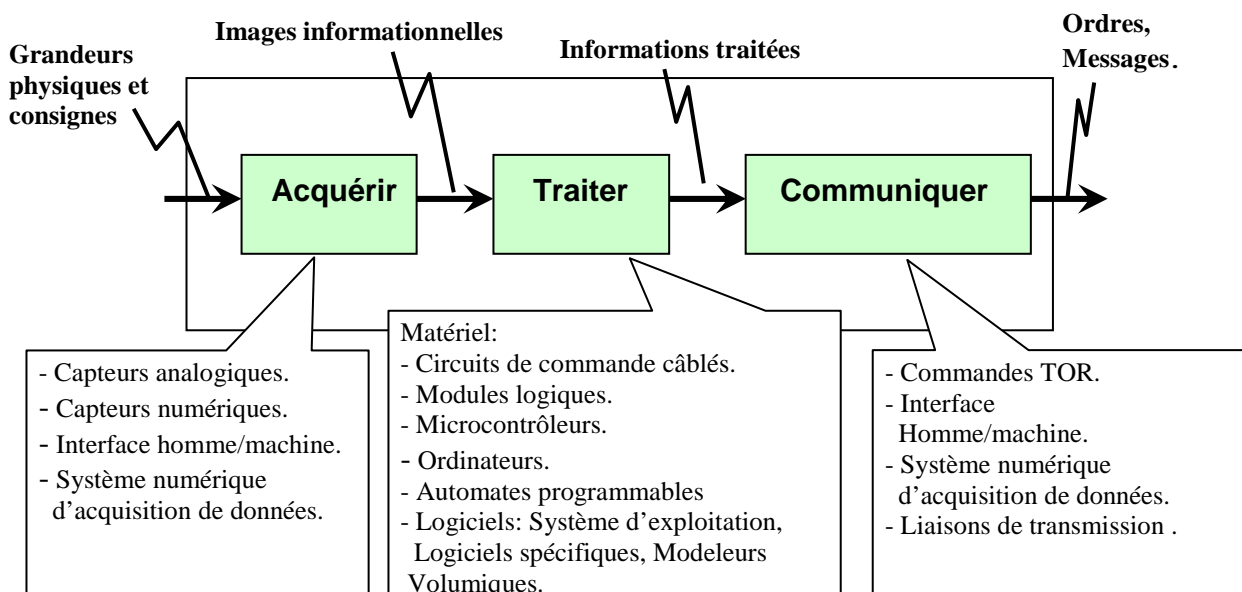 Grandeurs
physiques et
consignes
Images informationnelles
Informations traitées
Ordres,
Messages.
Acquérir
Traiter
Communiquer
- Capteurs analogiques.
- Capteurs numériques.
- Interface homme/machine.
- Système numérique
d’acquisition de données.
Matériel:
- Circuits de commande câblés.
- Modules logiques.
- Microcontrôleurs.
- Ordinateurs.
- Automates programmables
- Logiciels: Système d’exploitation,
Logiciels spécifiques, Modeleurs
Volumiques.
- Commandes TOR.
- Interface
Homme/machine.
- Système numérique
d’acquisition de données.
- Liaisons de transmission .